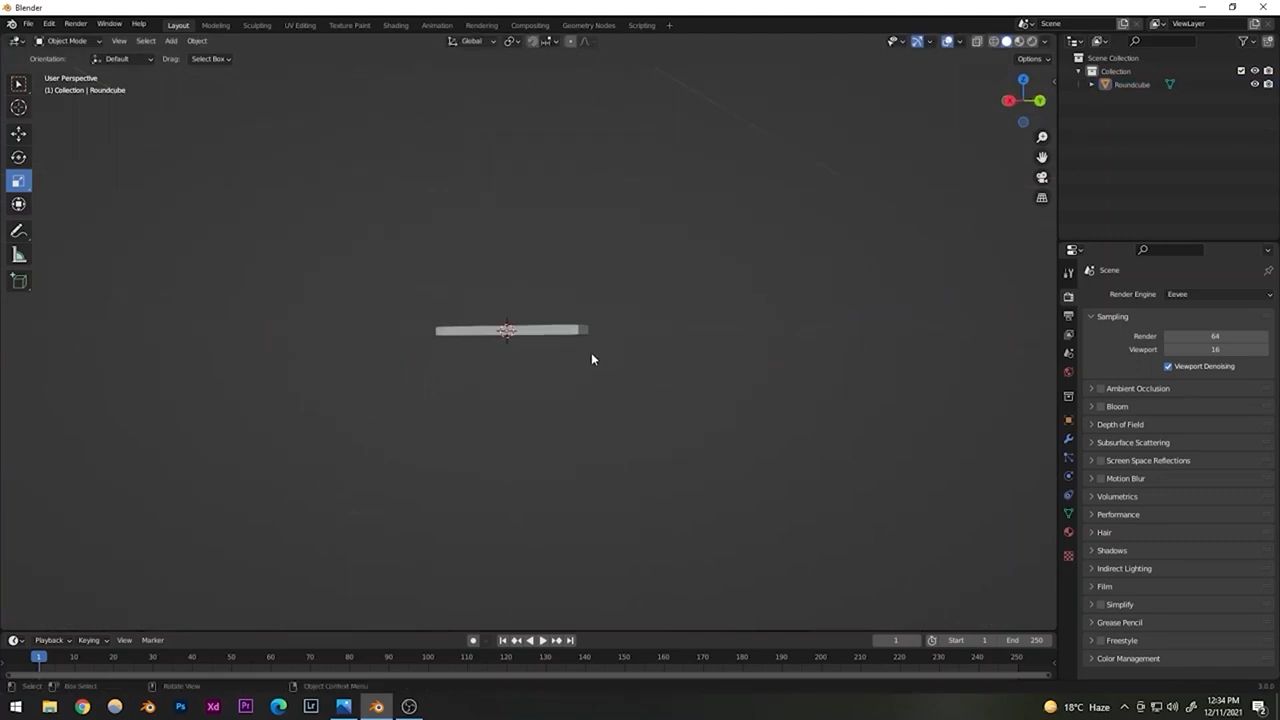 Blender
File Edit Render Window Help Layout Modeling Sculpting UV Editing Texture Paint Shading Animation Rendering Compositing Geometry Nodes Scripting + Scene ViewLayer
Object Mode View Select Add Object Global
Orientation: Default Drag: Select Box Options
User Perspective
(1) Collection | Roundcube
X
Y
Z
Scene Collection
Collection
Roundcube
Scene
Render Engine Eevee
Sampling
Render 64
Viewport 16
Viewport Denoising
Ambient Occlusion
Bloom
Depth of Field
Subsurface Scattering
Screen Space Reflections
Motion Blur
Volumetrics
Performance
Hair
Shadows
Indirect Lighting
Film
Simplify
Grease Pencil
Freestyle
Color Management
Playback Keying View Marker 1 Start 1 End 250
1 10 20 30 40 50 60 70 80 90 100 110 120 130 140 150 160 170 180 190 200 210 220 230 240 250
Select Box Select Rotate View Object Context Menu 3.0.0
Ps Xd Pr Lr 18°C Haze 12:34 PM
12/11/2021 2